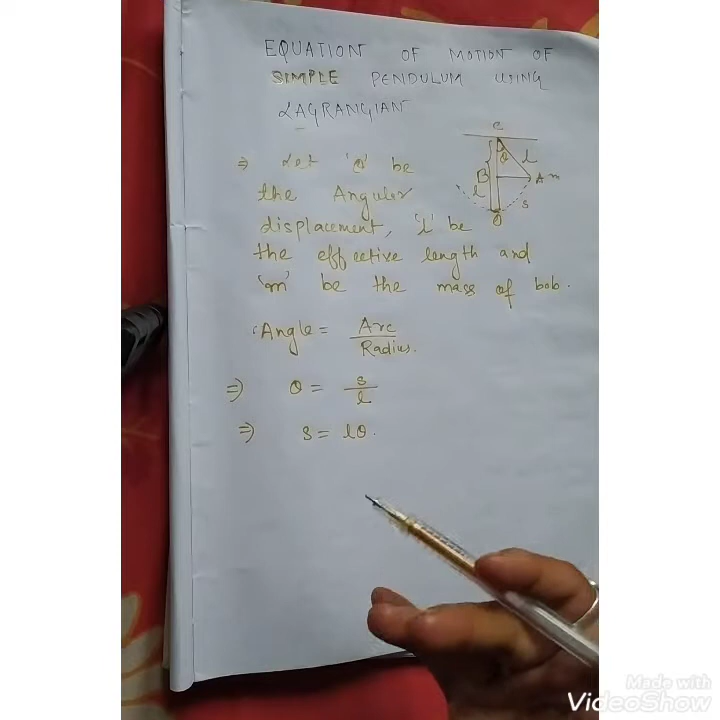 EQUATION OF MOTION OF
SIMPLE PENDULUM USING
LAGRANGIAN
C
θ l
B A m
l s
O
⇒ Let 'θ' be
the Angular
displacement, 'l' be
the effective length and
'm' be the mass of bob.
Angle = Arc
Radius.
⇒ θ = s
l
⇒ s = lθ.
Made with
VideoShow